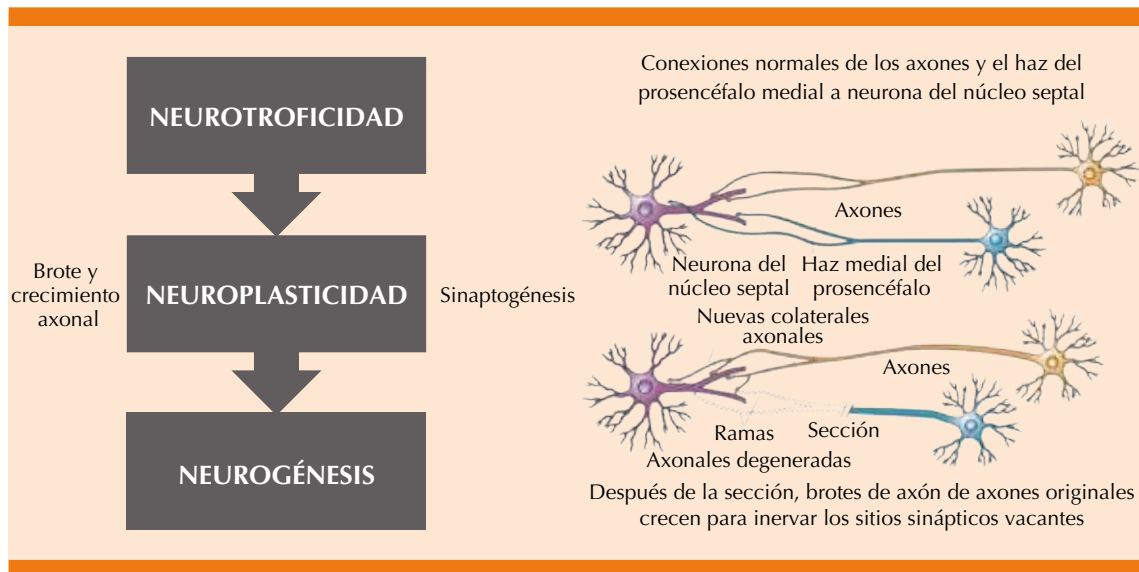 NEUROTROFICIDAD
Brote y
crecimiento
axonal
NEUROPLASTICIDAD
Sinaptogénesis
NEUROGÉNESIS
Conexiones normales de los axones y el haz del
prosencéfalo medial a neurona del núcleo septal
Axones
Neurona del
núcleo septal
Haz medial del
prosencéfalo
Nuevas colaterales
axonales
Axones
Ramas
Axonales degeneradas
Sección
Después de la sección, brotes de axón de axones originales
crecen para inervar los sitios sinápticos vacantes